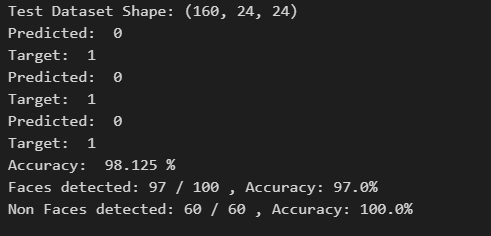 Test Dataset Shape: (160, 24, 24)
Predicted:  0
Target:  1
Predicted:  0
Target:  1
Predicted:  0
Target:  1
Accuracy:  98.125 %
Faces detected: 97 / 100 , Accuracy: 97.0%
Non Faces detected: 60 / 60 , Accuracy: 100.0%